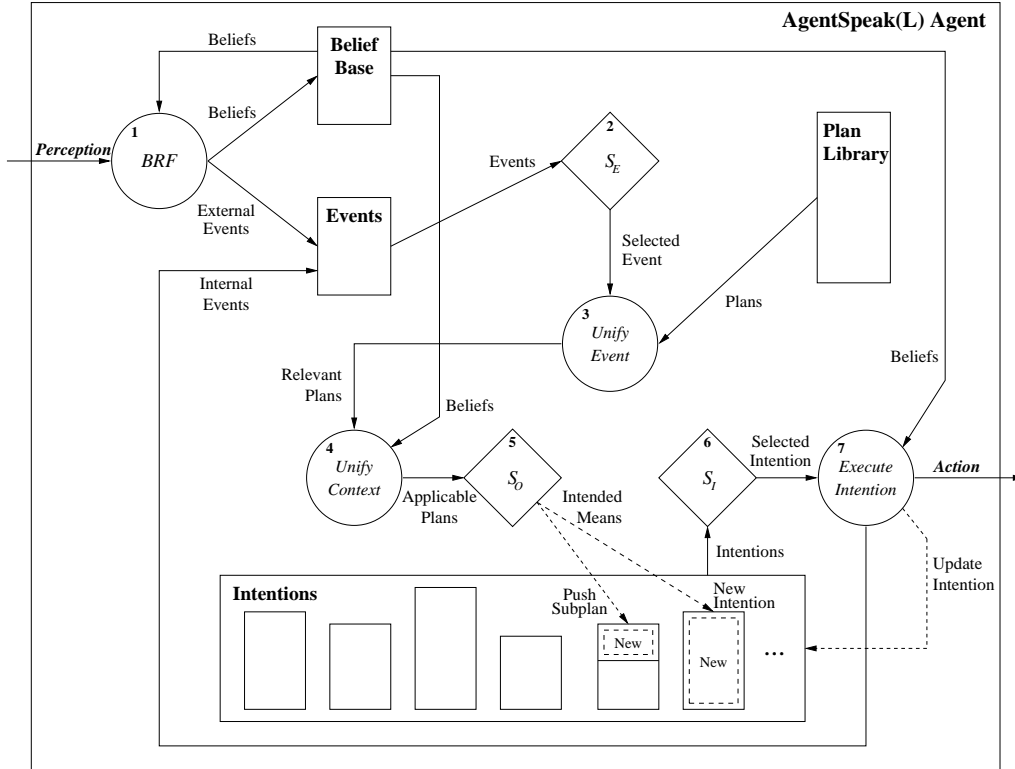 AgentSpeak(L) Agent
Beliefs
Belief
Base
1
BRF
Perception
Beliefs
2
S_E
Plan
Library
Events
External
Events
Events
Selected
Event
Internal
Events
3
Unify
Event
Plans
Relevant
Plans
Beliefs
Beliefs
4
Unify
Context
Applicable
Plans
5
S_O
Intended
Means
6
S_I
Selected
Intention
7
Execute
Intention
Action
Intentions
Update
Intention
Intentions
Push
Subplan
New
Intention
New
New
...